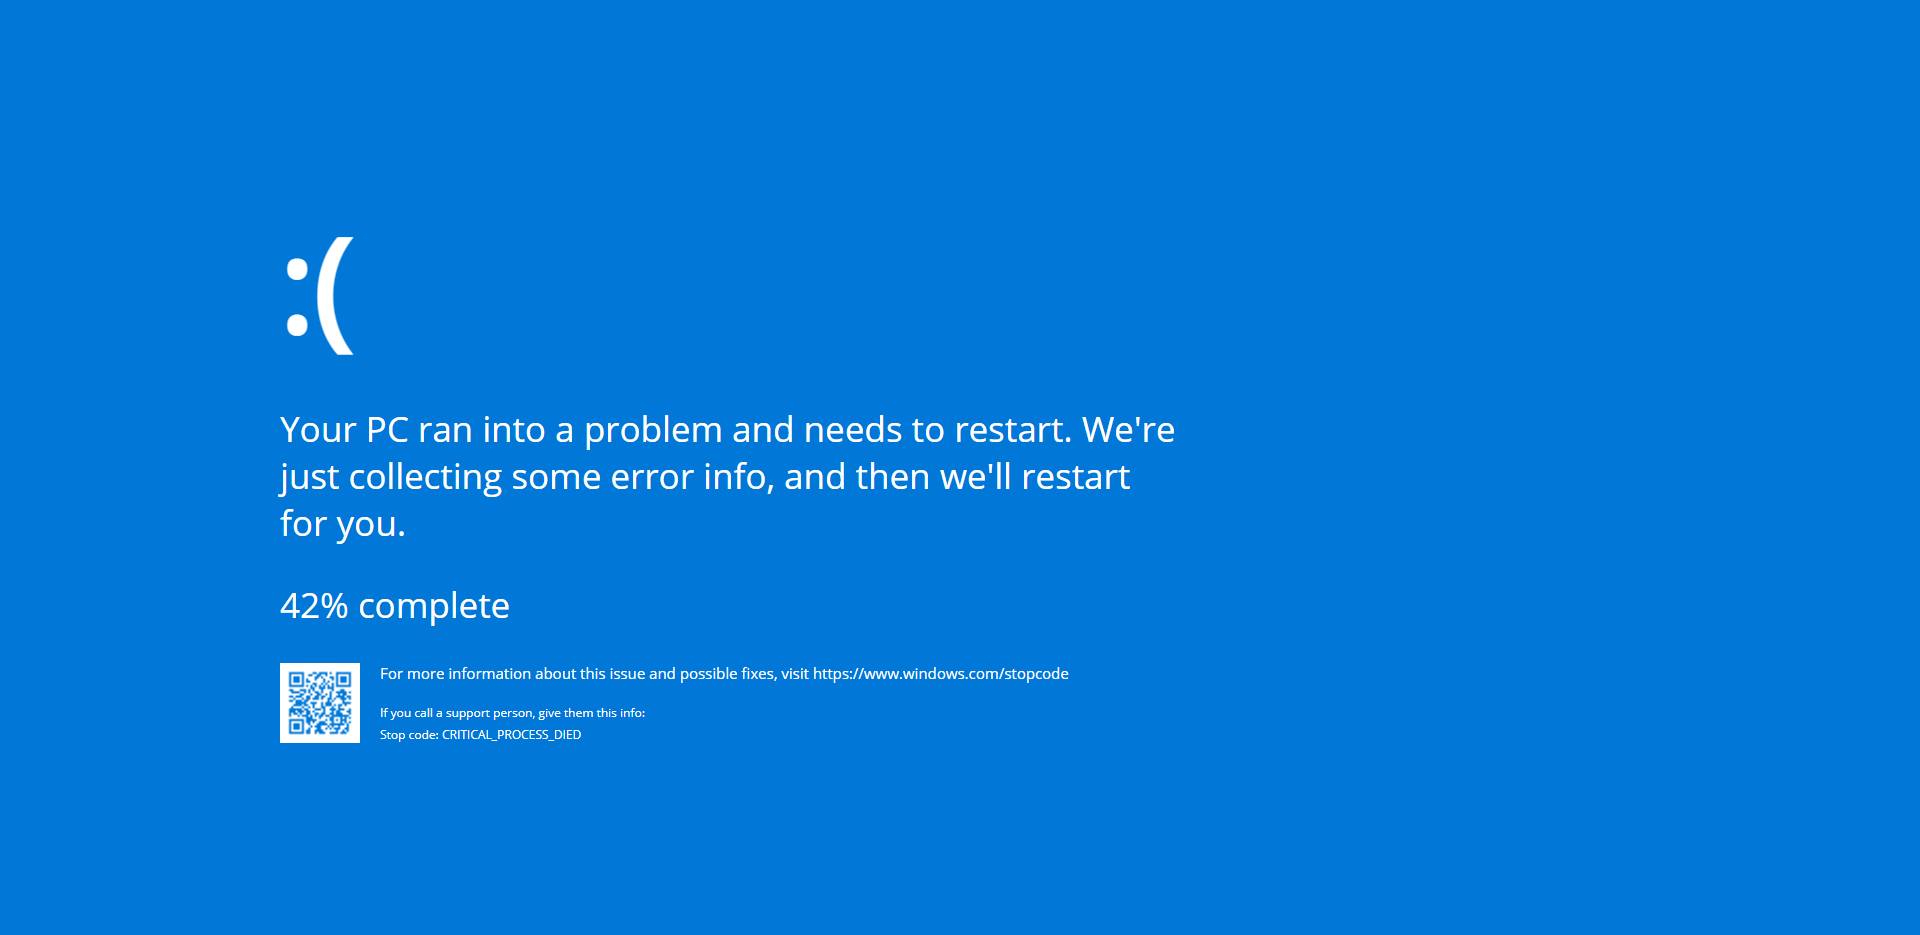 :(
Your PC ran into a problem and needs to restart. We're
just collecting some error info, and then we'll restart
for you.
42% complete
For more information about this issue and possible fixes, visit https://www.windows.com/stopcode
If you call a support person, give them this info:
Stop code: CRITICAL_PROCESS_DIED